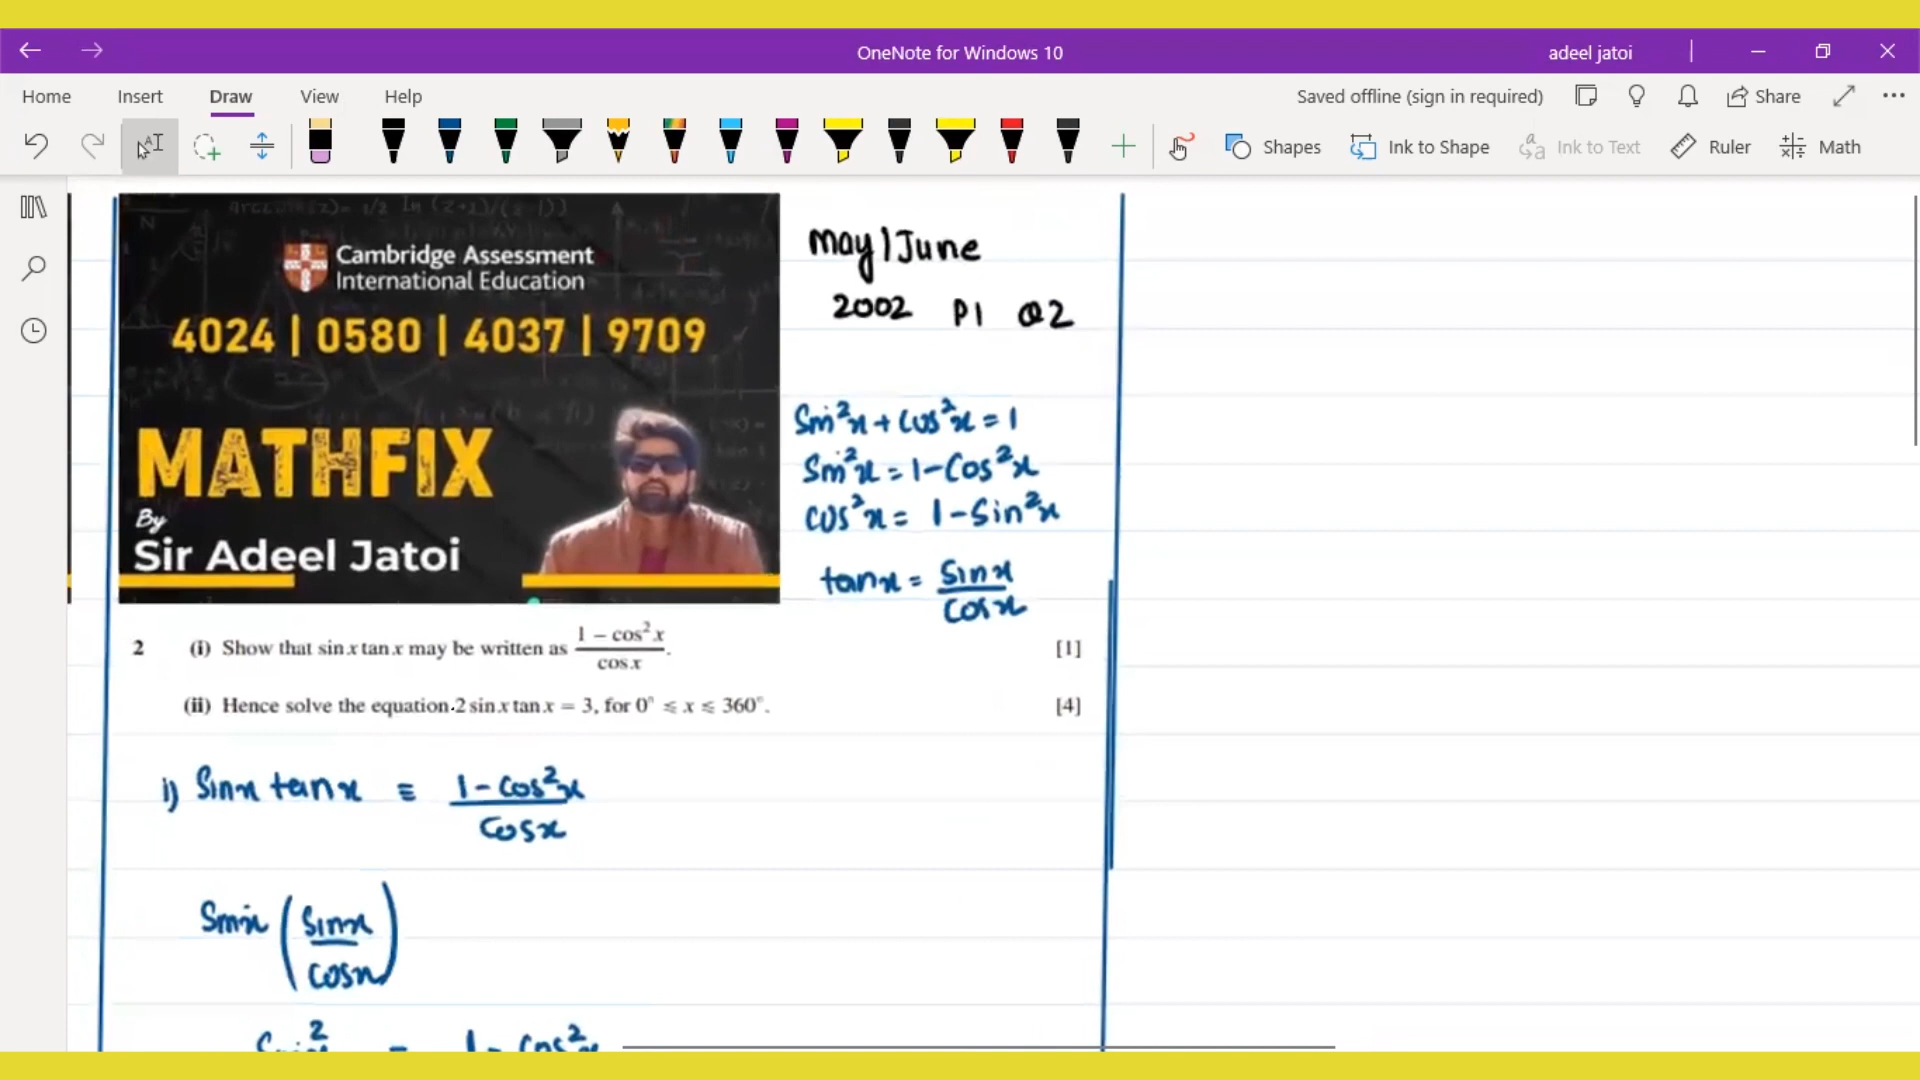 OneNote for Windows 10
adeel jatoi
Home Insert Draw View Help
Saved offline (sign in required)
Share
Shapes
Ink to Shape
Ink to Text
Ruler
Math
Cambridge Assessment
International Education
4024 | 0580 | 4037 | 9709
MATHFIX
By
Sir Adeel Jatoi
May/June
2002 P1 Q2
Sin²x + Cos²x = 1
Sin²x = 1 - Cos²x
Cos²x = 1 - Sin²x
tanx = Sinx / Cosx
2 (i) Show that sin x tan x may be written as (1 − cos² x) / cos x. [1]
(ii) Hence solve the equation 2 sin x tan x = 3, for 0° ⩽ x ⩽ 360°. [4]
i) Sinx tanx ≡ (1 - Cos²x) / Cosx
Sinx (Sinx / Cosx)
Sin²x = 1 - Cos²x